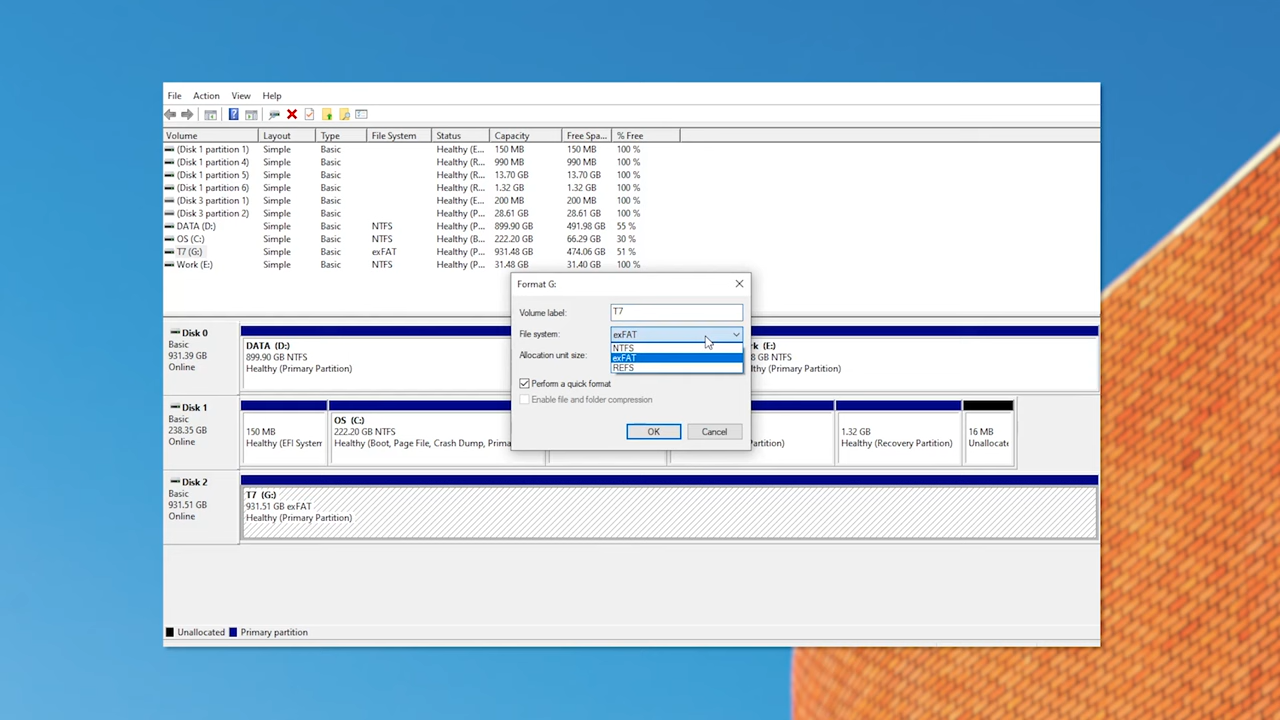 File Action View Help
Volume Layout Type File System Status Capacity Free Spa... % Free
(Disk 1 partition 1) Simple Basic Healthy (E... 150 MB 150 MB 100 %
(Disk 1 partition 4) Simple Basic Healthy (R... 990 MB 990 MB 100 %
(Disk 1 partition 5) Simple Basic Healthy (R... 13.70 GB 13.70 GB 100 %
(Disk 1 partition 6) Simple Basic Healthy (R... 1.32 GB 1.32 GB 100 %
(Disk 3 partition 1) Simple Basic Healthy (E... 200 MB 200 MB 100 %
(Disk 3 partition 2) Simple Basic Healthy (P... 28.61 GB 28.61 GB 100 %
DATA (D:) Simple Basic NTFS Healthy (P... 899.90 GB 491.98 GB 55 %
OS (C:) Simple Basic NTFS Healthy (B... 222.20 GB 66.29 GB 30 %
T7 (G:) Simple Basic exFAT Healthy (P... 931.48 GB 474.06 GB 51 %
Work (E:) Simple Basic NTFS Healthy (P... 31.48 GB 31.40 GB 100 %
Format G:
Volume label: T7
File system: exFAT
NTFS
exFAT
REFS
Allocation unit size:
Perform a quick format
Enable file and folder compression
OK Cancel
Disk 0
Basic
931.39 GB
Online
DATA (D:)
899.90 GB NTFS
Healthy (Primary Partition)
rk (E:)
8 GB NTFS
Healthy (Primary Partition)
Disk 1
Basic
238.35 GB
Online
150 MB
Healthy (EFI System
OS (C:)
222.20 GB NTFS
Healthy (Boot, Page File, Crash Dump, Prima
artition)
1.32 GB
Healthy (Recovery Partition)
16 MB
Unallocate
Disk 2
Basic
931.51 GB
Online
T7 (G:)
931.51 GB exFAT
Healthy (Primary Partition)
Unallocated Primary partition